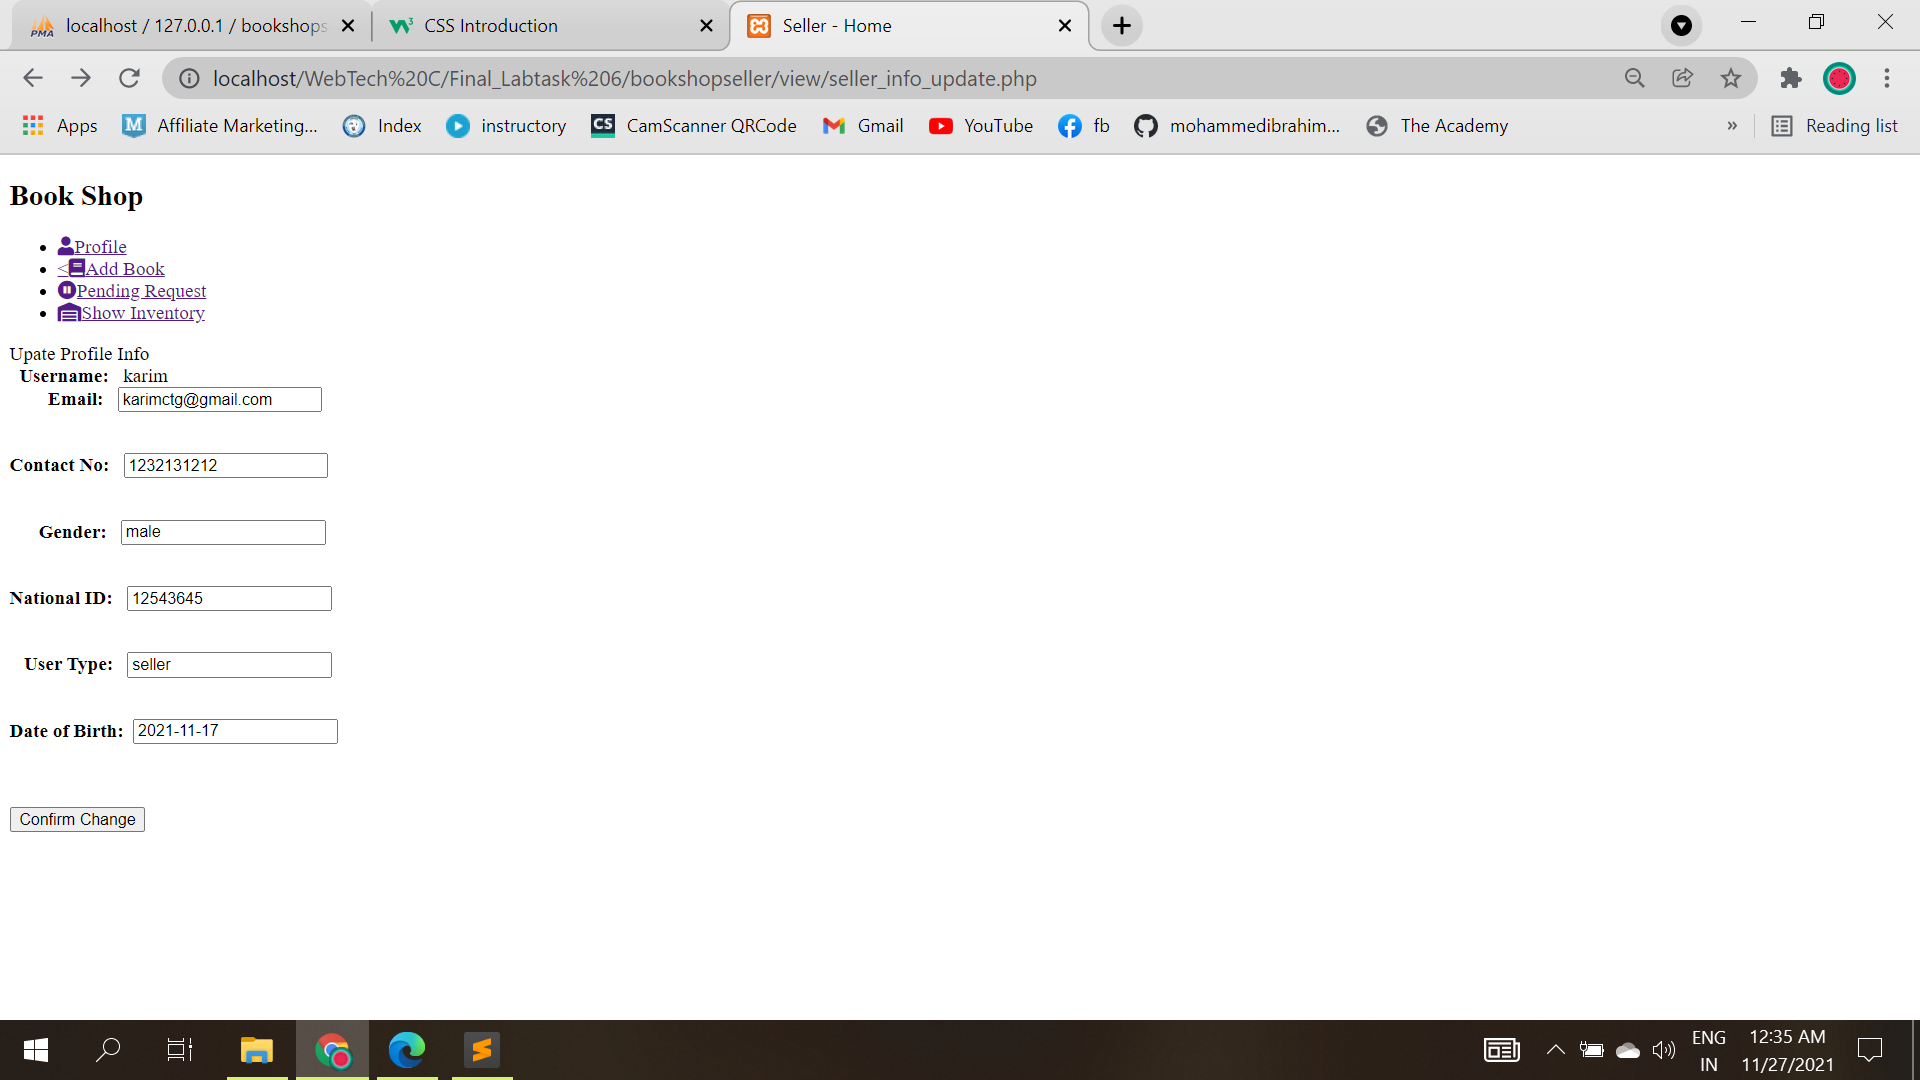 PMA localhost / 127.0.0.1 / bookshops
CSS Introduction
Seller - Home
localhost/WebTech%20C/Final_Labtask%206/bookshopseller/view/seller_info_update.php
Apps
M Affiliate Marketing...
Index
instructory
CS CamScanner QRCode
Gmail
YouTube
fb
mohammedibrahim...
The Academy
»
Reading list
Book Shop
Profile
<Add Book
Pending Request
Show Inventory
Upate Profile Info
Username: karim
Email: karimctg@gmail.com
Contact No: 1232131212
Gender: male
National ID: 12543645
User Type: seller
Date of Birth: 2021-11-17
Confirm Change
ENG
IN
12:35 AM
11/27/2021